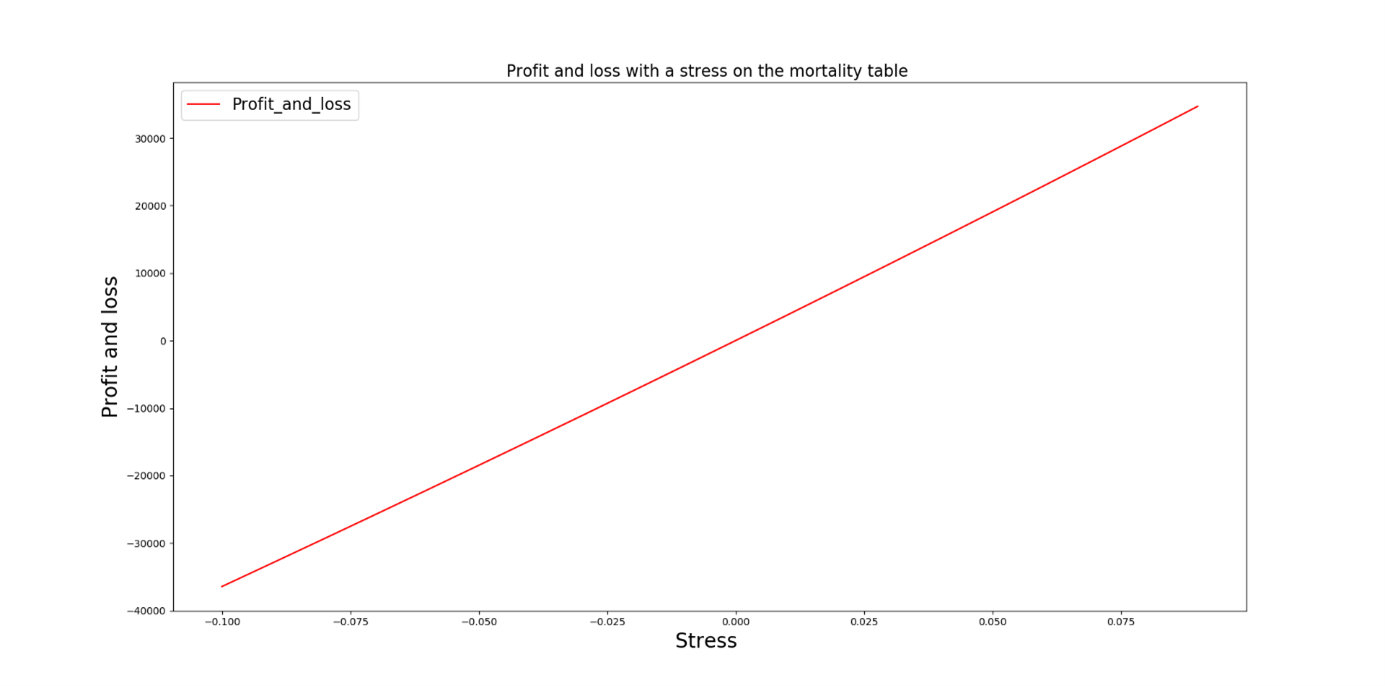 Profit and loss with a stress on the mortality table
Profit_and_loss
30000
20000
10000
0
−10000
−20000
−30000
−40000
Profit and loss
−0.100 −0.075 −0.050 −0.025 0.000 0.025 0.050 0.075
Stress